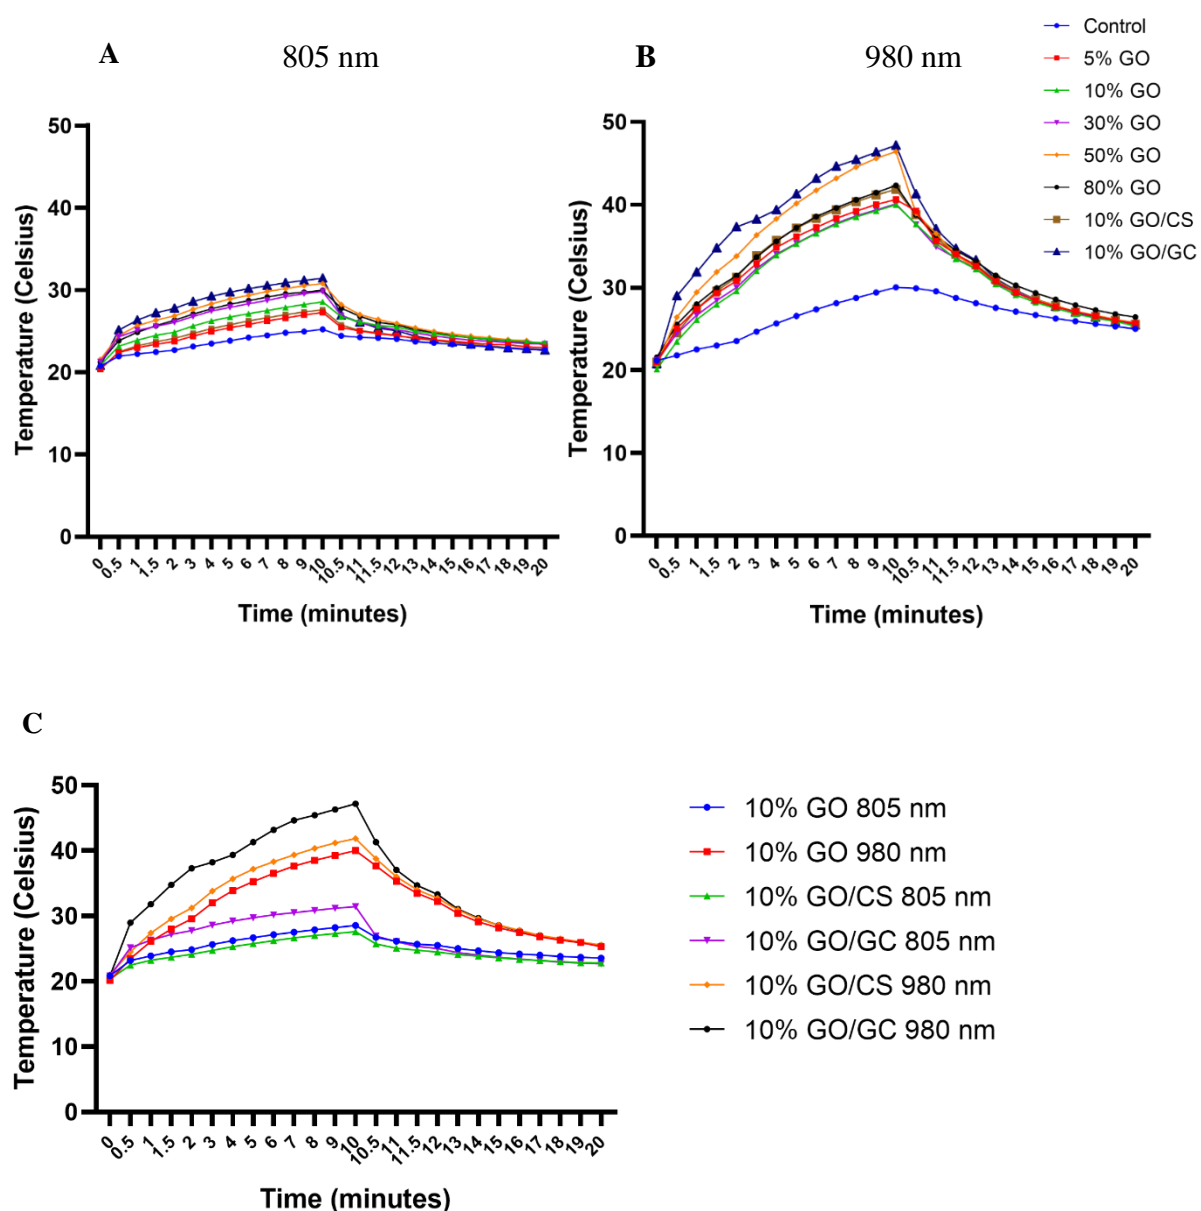 A
805 nm
B
980 nm
Control
5% GO
10% GO
30% GO
50% GO
80% GO
10% GO/CS
10% GO/GC
Temperature (Celsius)
50
40
30
20
10
0
0 0.5 1 1.5 2 3 4 5 6 7 8 9 10 10.5 11 11.5 12 13 14 15 16 17 18 19 20
Time (minutes)
Temperature (Celsius)
50
40
30
20
10
0
0 0.5 1 1.5 2 3 4 5 6 7 8 9 10 10.5 11 11.5 12 13 14 15 16 17 18 19 20
Time (minutes)
C
Temperature (Celsius)
50
40
30
20
10
0
0 0.5 1 1.5 2 3 4 5 6 7 8 9 10 10.5 11 11.5 12 13 14 15 16 17 18 19 20
Time (minutes)
10% GO 805 nm
10% GO 980 nm
10% GO/CS 805 nm
10% GO/GC 805 nm
10% GO/CS 980 nm
10% GO/GC 980 nm